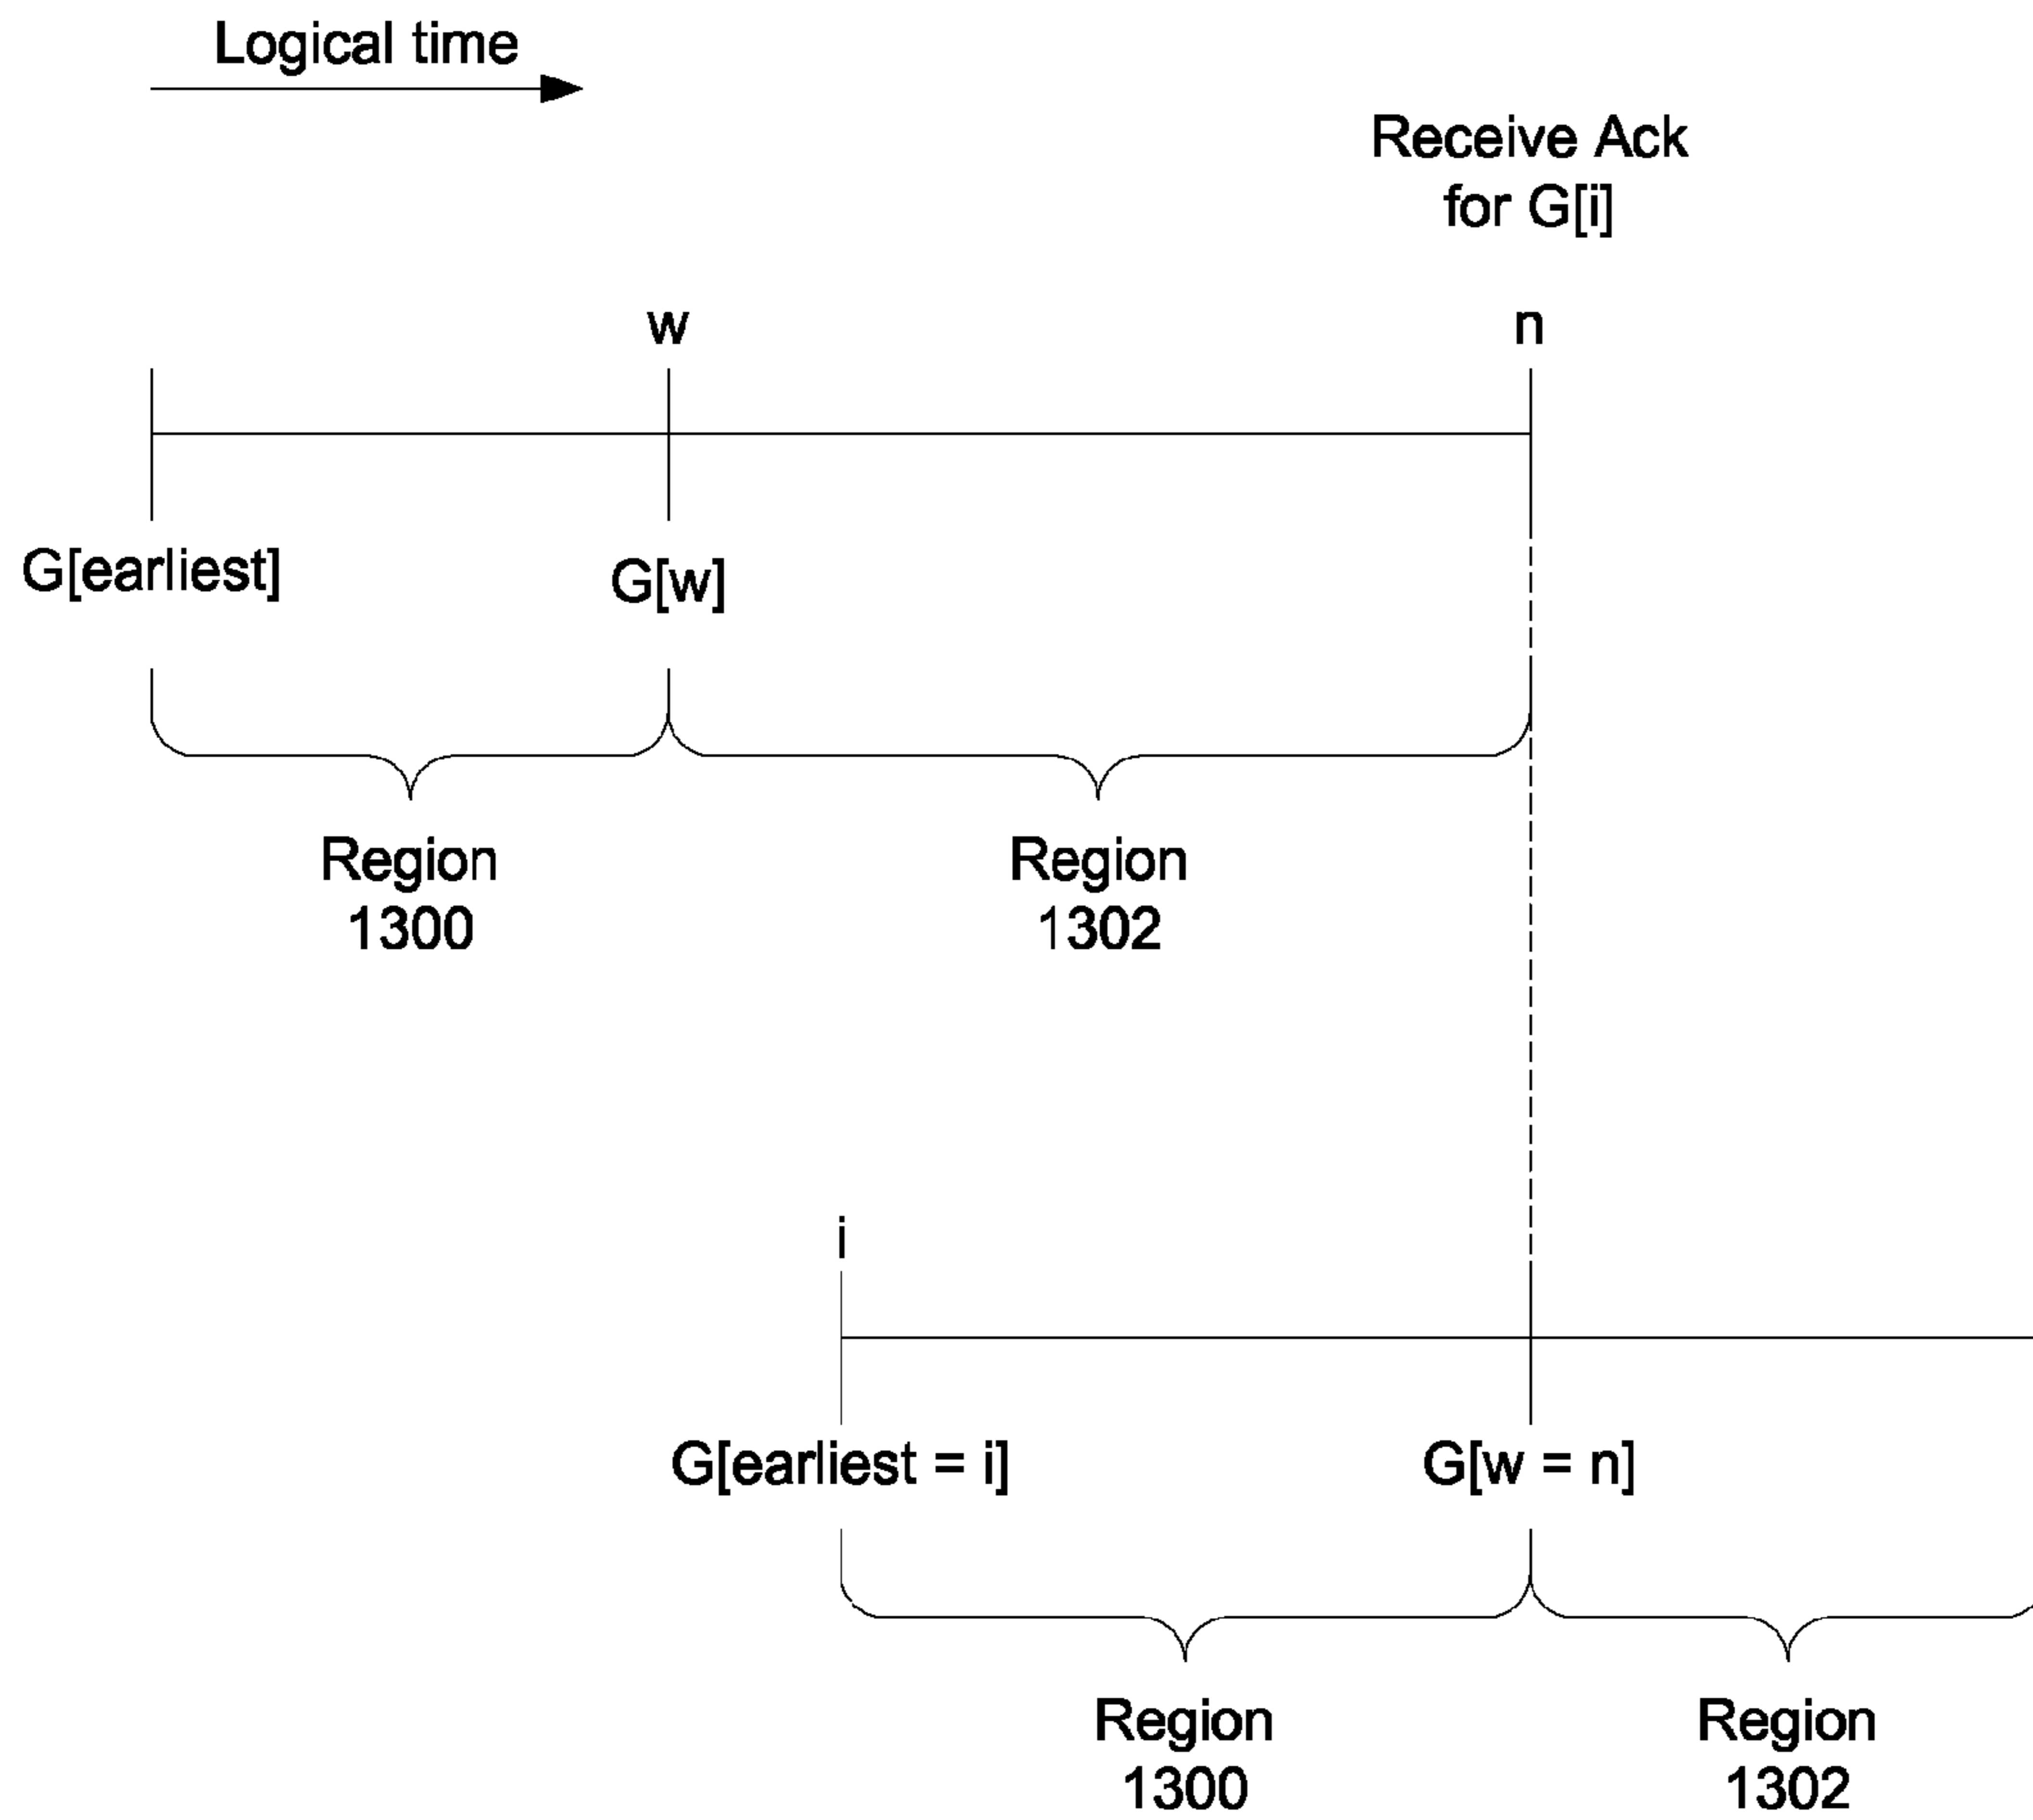 Logical time
Receive Ack
for G[i]
w
n
G[earliest]
G[w]
Region
1300
Region
1302
i
G[earliest = i]
G[w = n]
Region
1300
Region
1302